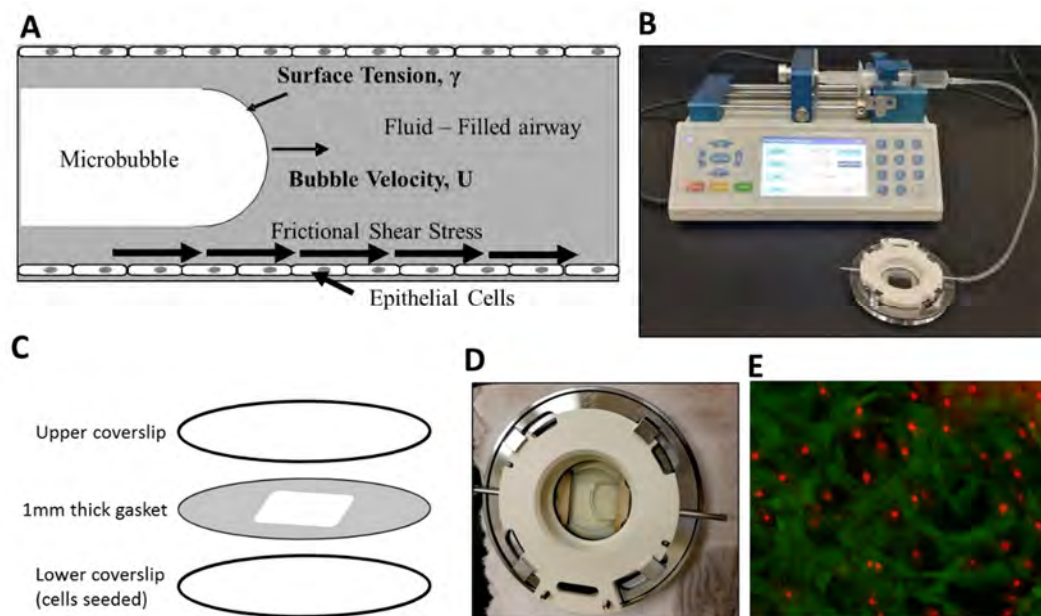 A
Surface Tension, γ
Fluid – Filled airway
Microbubble
Bubble Velocity, U
Frictional Shear Stress
Epithelial Cells
B
C
Upper coverslip
1mm thick gasket
Lower coverslip
(cells seeded)
D
E